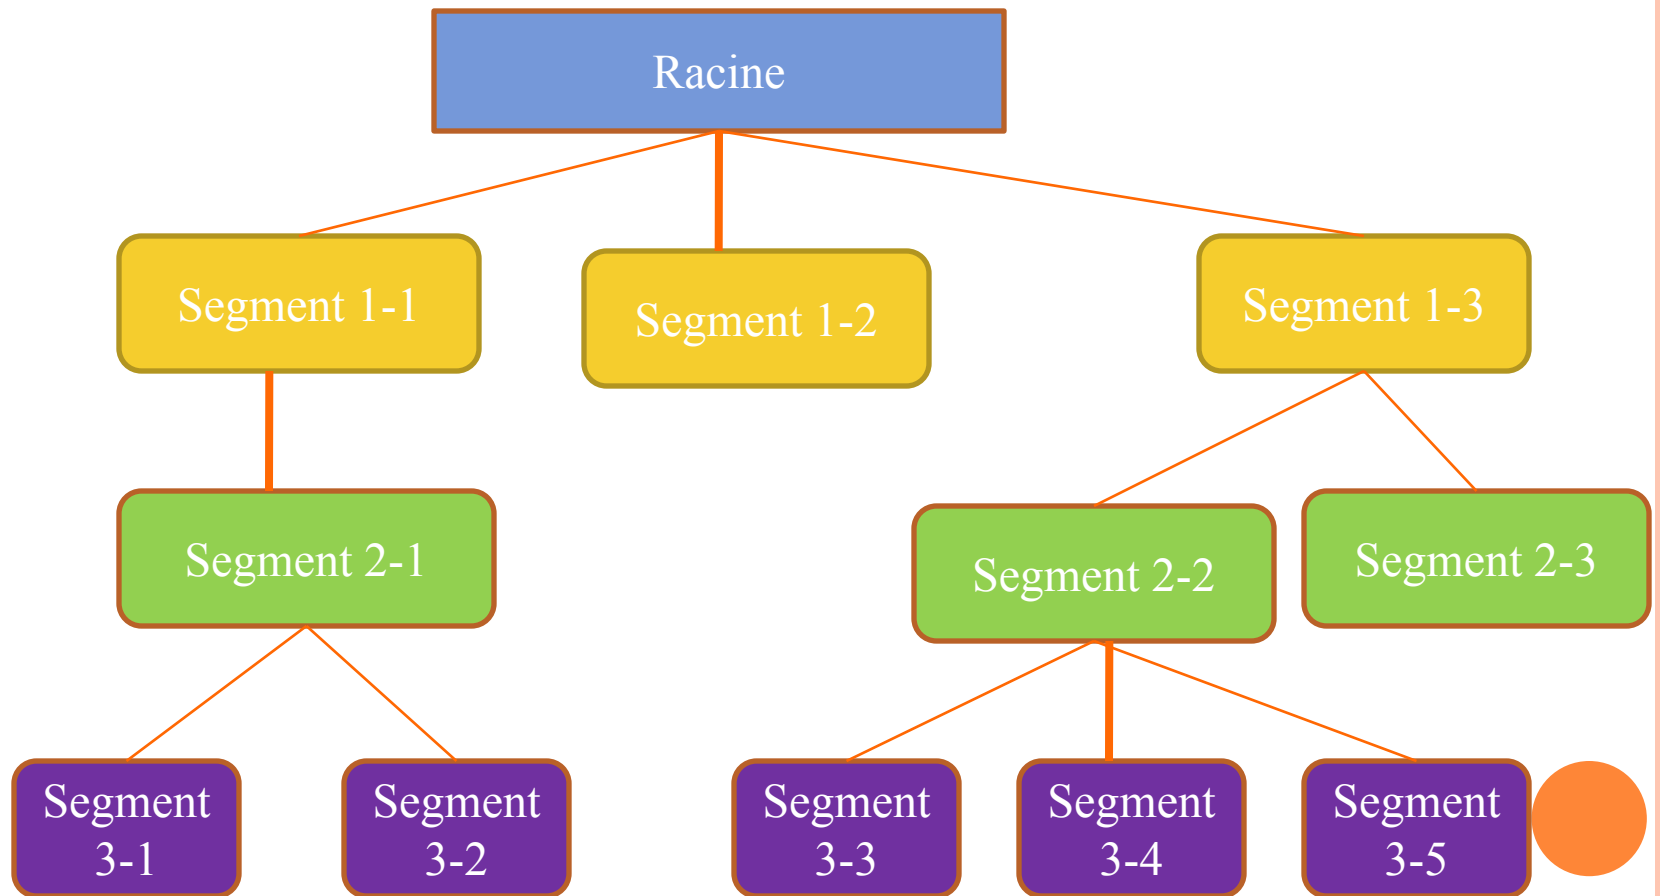 Racine
Segment 1-1
Segment 1-2
Segment 1-3
Segment 2-1
Segment 2-2
Segment 2-3
Segment
3-1
Segment
3-2
Segment
3-3
Segment
3-4
Segment
3-5